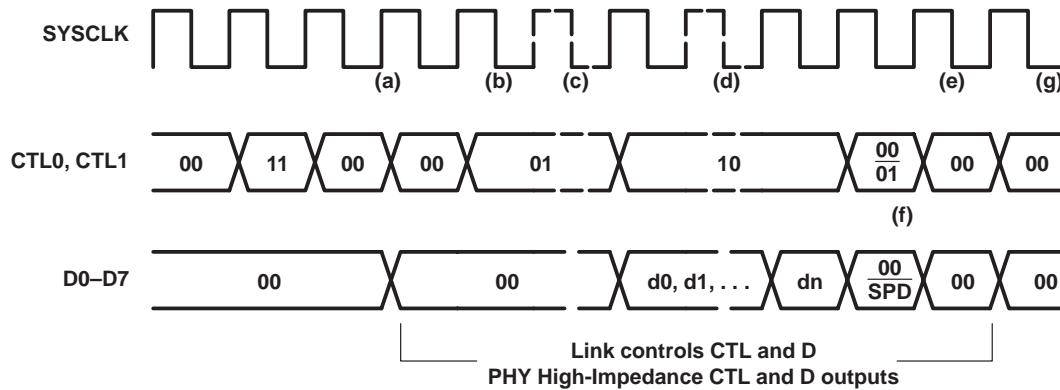 SYSCLK
(a) (b) (c) (d) (e) (g)
CTL0, CTL1 00 11 00 00 01 10 00 01 00 00
(f)
D0–D7 00 00 d0, d1, . . . dn 00 SPD 00 00
Link controls CTL and D
PHY High-Impedance CTL and D outputs